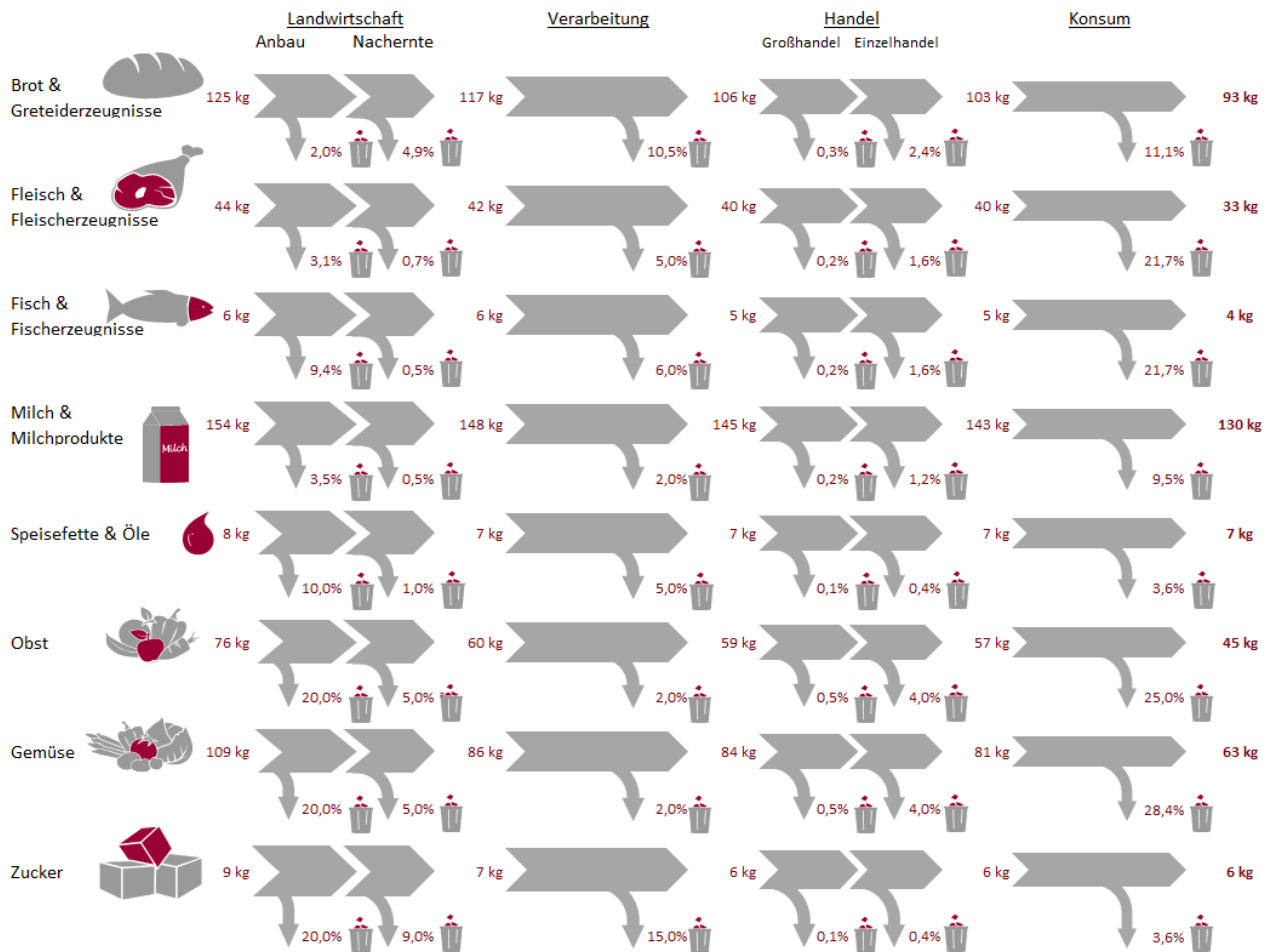 Landwirtschaft Verarbeitung Handel Konsum
Anbau Nachernte Großhandel Einzelhandel
Brot &
Greteiderzeugnisse
125 kg 117 kg 106 kg 103 kg 93 kg
2,0% 4,9% 10,5% 0,3% 2,4% 11,1%
Fleisch &
Fleischerzeugnisse
44 kg 42 kg 40 kg 40 kg 33 kg
3,1% 0,7% 5,0% 0,2% 1,6% 21,7%
Fisch &
Fischerzeugnisse
6 kg 6 kg 5 kg 5 kg 4 kg
9,4% 0,5% 6,0% 0,2% 1,6% 21,7%
Milch &
Milchprodukte
Milch
154 kg 148 kg 145 kg 143 kg 130 kg
3,5% 0,5% 2,0% 0,2% 1,2% 9,5%
Speisefette & Öle 8 kg 7 kg 7 kg 7 kg 7 kg
10,0% 1,0% 5,0% 0,1% 0,4% 3,6%
Obst 76 kg 60 kg 59 kg 57 kg 45 kg
20,0% 5,0% 2,0% 0,5% 4,0% 25,0%
Gemüse 109 kg 86 kg 84 kg 81 kg 63 kg
20,0% 5,0% 2,0% 0,5% 4,0% 28,4%
Zucker 9 kg 7 kg 6 kg 6 kg 6 kg
20,0% 9,0% 15,0% 0,1% 0,4% 3,6%